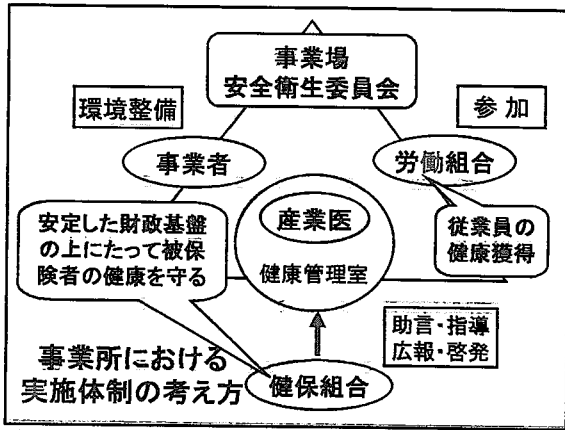 事業場
安全衛生委員会
環境整備
参加
事業者
労働組合
安定した財政基盤
の上にたって被保
険者の健康を守る
産業医
健康管理室
従業員の
健康獲得
助言・指導
広報・啓発
事業所における
実施体制の考え方
健保組合